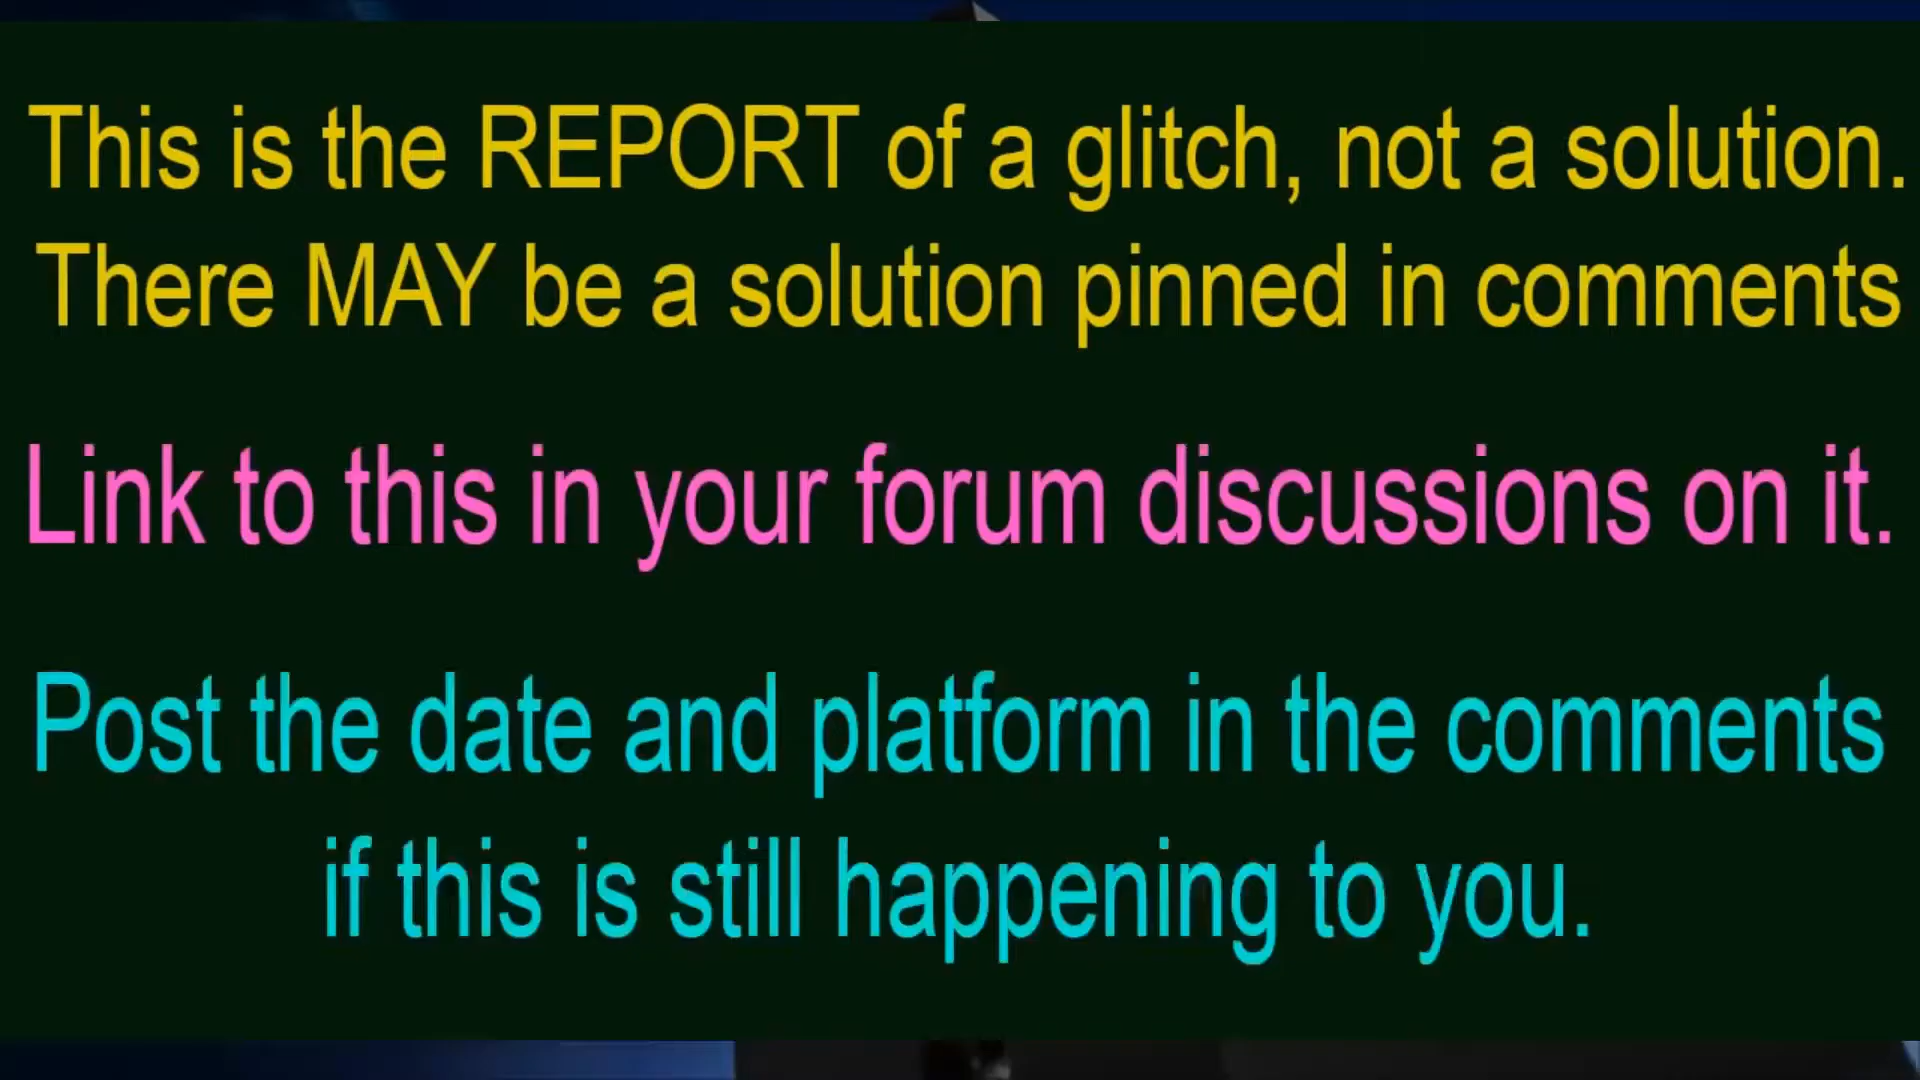 This is the REPORT of a glitch, not a solution.
There MAY be a solution pinned in comments
Link to this in your forum discussions on it.
Post the date and platform in the comments
if this is still happening to you.